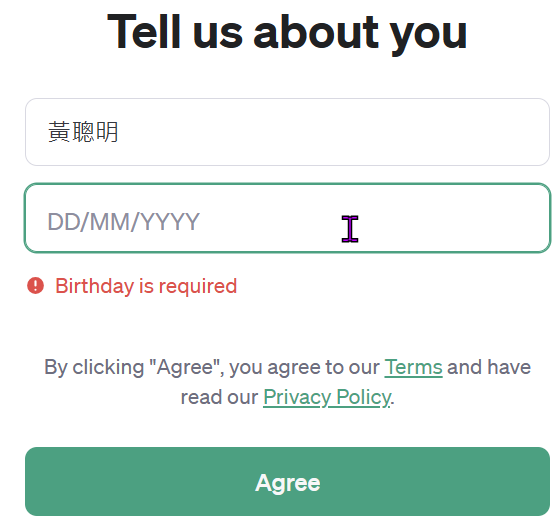 Tell us about you
黃聰明
DD/MM/YYYY
Birthday is required
By clicking "Agree", you agree to our Terms and have
read our Privacy Policy.
Agree